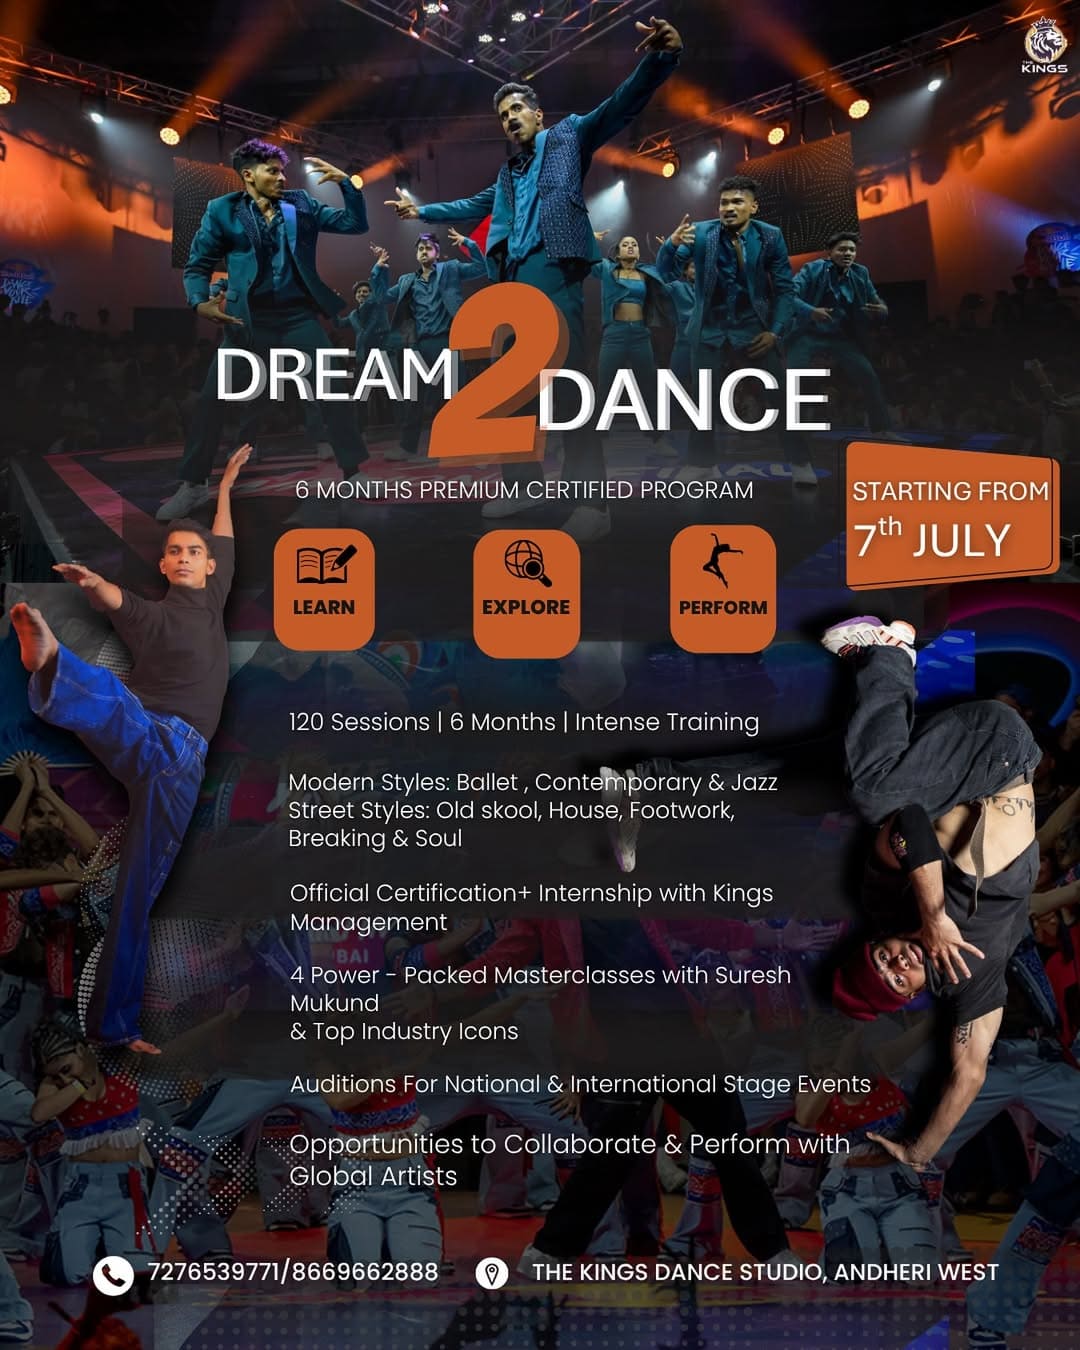 THE
KINGS
DREAM 2 DANCE
6 MONTHS PREMIUM CERTIFIED PROGRAM
STARTING FROM
7th JULY
LEARN
EXPLORE
PERFORM
120 Sessions | 6 Months | Intense Training
Modern Styles: Ballet , Contemporary & Jazz
Street Styles: Old skool, House, Footwork,
Breaking & Soul
Official Certification+ Internship with Kings
Management
4 Power - Packed Masterclasses with Suresh
Mukund
& Top Industry Icons
Auditions For National & International Stage Events
Opportunities to Collaborate & Perform with
Global Artists
7276539771/8669662888
THE KINGS DANCE STUDIO, ANDHERI WEST